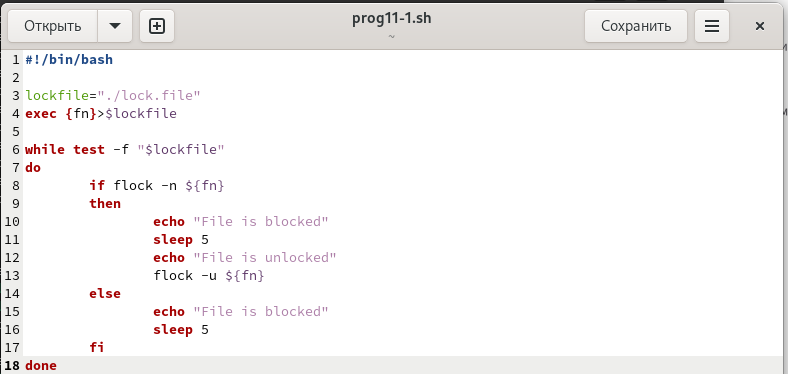 Открыть
prog11-1.sh
~
Сохранить
1 #!/bin/bash
2
3 lockfile="./lock.file"
4 exec {fn}>$lockfile
5
6 while test -f "$lockfile"
7 do
8         if flock -n ${fn}
9         then
10                 echo "File is blocked"
11                 sleep 5
12                 echo "File is unlocked"
13                 flock -u ${fn}
14         else
15                 echo "File is blocked"
16                 sleep 5
17         fi
18 done